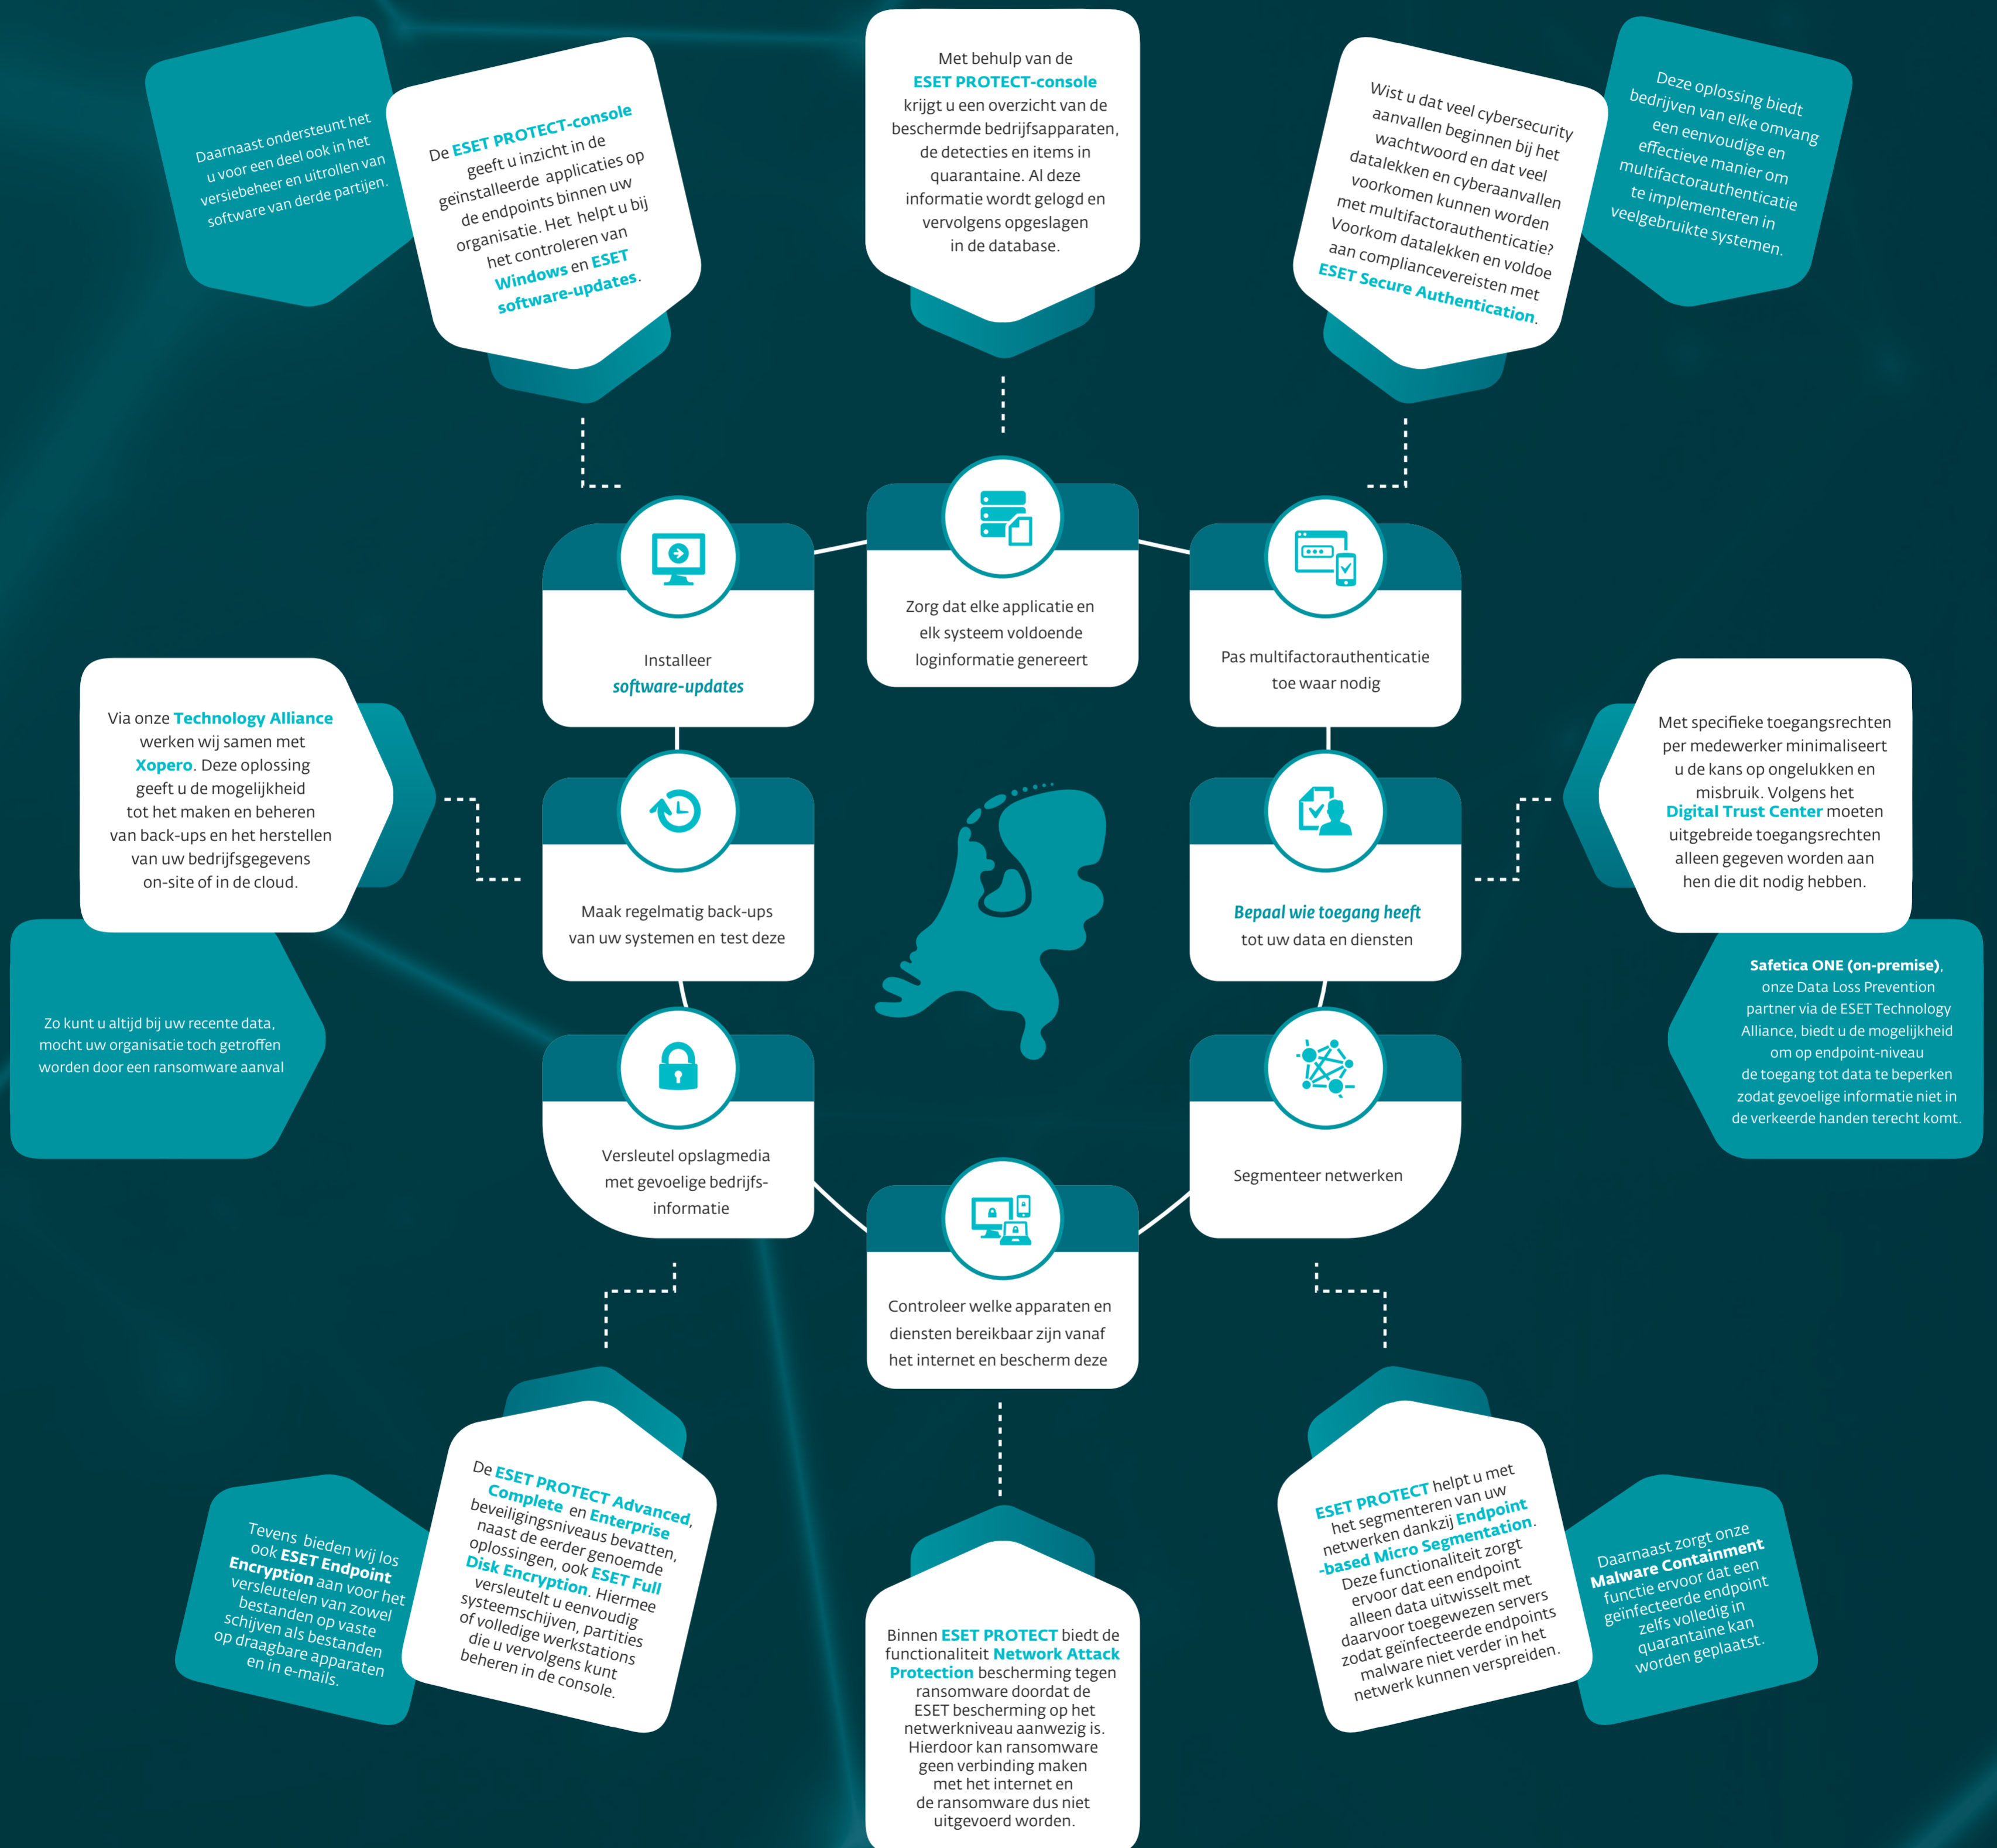 Daarnaast ondersteunt het
u voor een deel ook in het
versiebeheer en uitrollen van
software van derde partijen.
De ESET PROTECT-console
geeft u inzicht in de
geïnstalleerde applicaties op
de endpoints binnen uw
organisatie. Het helpt u bij
het controleren van
Windows en ESET
software-updates.
Met behulp van de
ESET PROTECT-console
krijgt u een overzicht van de
beschermde bedrijfsapparaten,
de detecties en items in
quarantaine. Al deze
informatie wordt gelogd en
vervolgens opgeslagen
in de database.
Wist u dat veel cybersecurity
aanvallen beginnen bij het
wachtwoord en dat veel
datalekken en cyberaanvallen
voorkomen kunnen worden
met multifactorauthenticatie?
Voorkom datalekken en voldoe
aan compliancevereisten met
ESET Secure Authentication.
Deze oplossing biedt
bedrijven van elke omvang
een eenvoudige en
effectieve manier om
multifactorauthenticatie
te implementeren in
veelgebruikte systemen.
Installeer
software-updates
Zorg dat elke applicatie en
elk systeem voldoende
loginformatie genereert
Pas multifactorauthenticatie
toe waar nodig
Via onze Technology Alliance
werken wij samen met
Xopero. Deze oplossing
geeft u de mogelijkheid
tot het maken en beheren
van back-ups en het herstellen
van uw bedrijfsgegevens
on-site of in de cloud.
Zo kunt u altijd bij uw recente data,
mocht uw organisatie toch getroffen
worden door een ransomware aanval
Maak regelmatig back-ups
van uw systemen en test deze
Bepaal wie toegang heeft
tot uw data en diensten
Met specifieke toegangsrechten
per medewerker minimaliseert
u de kans op ongelukken en
misbruik. Volgens het
Digital Trust Center moeten
uitgebreide toegangsrechten
alleen gegeven worden aan
hen die dit nodig hebben.
Safetica ONE (on-premise),
onze Data Loss Prevention
partner via de ESET Technology
Alliance, biedt u de mogelijkheid
om op endpoint-niveau
de toegang tot data te beperken
zodat gevoelige informatie niet in
de verkeerde handen terecht komt.
Versleutel opslagmedia
met gevoelige bedrijfs-
informatie
Controleer welke apparaten en
diensten bereikbaar zijn vanaf
het internet en bescherm deze
Segmenteer netwerken
Tevens bieden wij los
ook ESET Endpoint
Encryption aan voor het
versleutelen van zowel
bestanden op vaste
schijven als bestanden
op draagbare apparaten
en in e-mails.
De ESET PROTECT Advanced,
Complete en Enterprise
beveiligingsniveaus bevatten,
naast de eerder genoemde
oplossingen, ook ESET Full
Disk Encryption. Hiermee
versleutelt u eenvoudig
systeemschijven, partities
of volledige werkstations
die u vervolgens kunt
beheren in de console.
Binnen ESET PROTECT biedt de
functionaliteit Network Attack
Protection bescherming tegen
ransomware doordat de
ESET bescherming op het
netwerkniveau aanwezig is.
Hierdoor kan ransomware
geen verbinding maken
met het internet en
de ransomware dus niet
uitgevoerd worden.
ESET PROTECT helpt u met
het segmenteren van uw
netwerken dankzij Endpoint
-based Micro Segmentation.
Deze functionaliteit zorgt
ervoor dat een endpoint
alleen data uitwisselt met
daarvoor toegewezen servers
zodat geïnfecteerde endpoints
malware niet verder in het
netwerk kunnen verspreiden.
Daarnaast zorgt onze
Malware Containment
functie ervoor dat een
geïnfecteerde endpoint
zelfs volledig in
quarantaine kan
worden geplaatst.